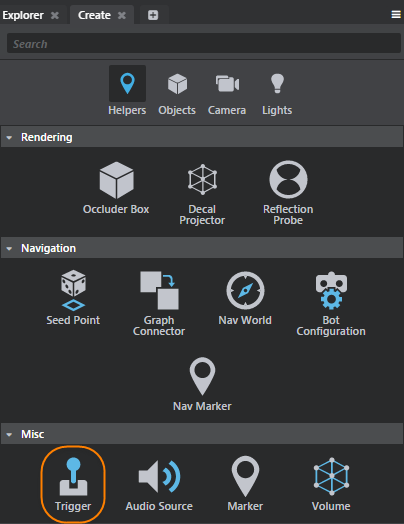 Explorer Create
Search
Helpers Objects Camera Lights
Rendering
Occluder Box Decal Reflection
Projector Probe
Navigation
Seed Point Graph Nav World Bot
Connector Configuration
Nav Marker
Misc
Trigger Audio Source Marker Volume